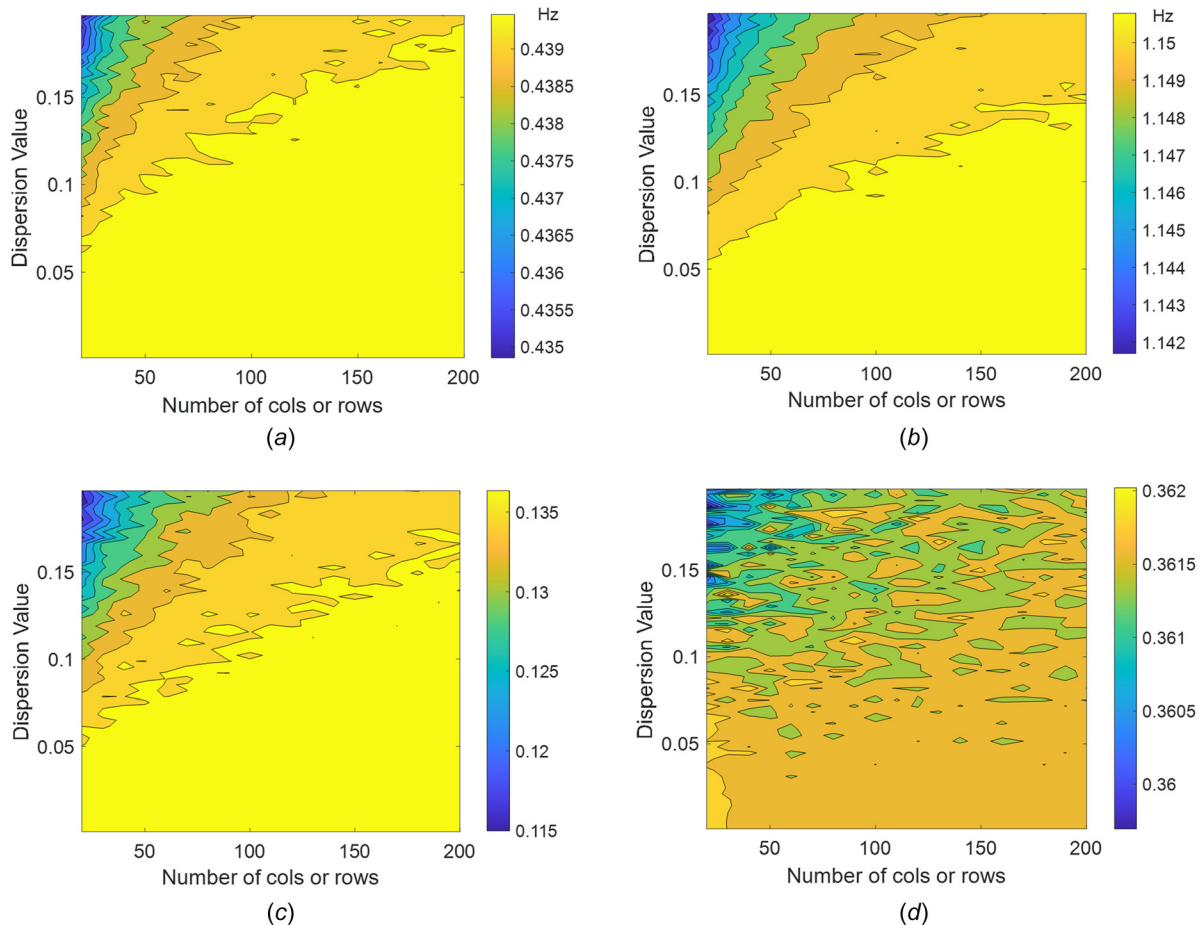 Hz
0.439
0.4385
0.438
0.4375
0.437
0.4365
0.436
0.4355
0.435
0.15
0.1
0.05
Dispersion Value
50 100 150 200
Number of cols or rows
(a)
Hz
1.15
1.149
1.148
1.147
1.146
1.145
1.144
1.143
1.142
0.15
0.1
0.05
Dispersion Value
50 100 150 200
Number of cols or rows
(b)
0.135
0.13
0.125
0.12
0.115
0.15
0.1
0.05
Dispersion Value
50 100 150 200
Number of cols or rows
(c)
0.362
0.3615
0.361
0.3605
0.36
0.15
0.1
0.05
Dispersion Value
50 100 150 200
Number of cols or rows
(d)